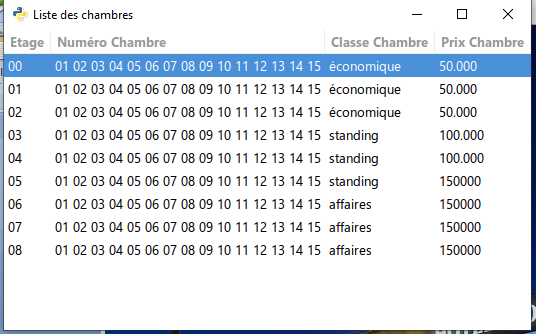 Liste des chambres
Etage Numéro Chambre Classe Chambre Prix Chambre
00 01 02 03 04 05 06 07 08 09 10 11 12 13 14 15 économique 50.000
01 01 02 03 04 05 06 07 08 09 10 11 12 13 14 15 économique 50.000
02 01 02 03 04 05 06 07 08 09 10 11 12 13 14 15 économique 50.000
03 01 02 03 04 05 06 07 08 09 10 11 12 13 14 15 standing 100.000
04 01 02 03 04 05 06 07 08 09 10 11 12 13 14 15 standing 100.000
05 01 02 03 04 05 06 07 08 09 10 11 12 13 14 15 standing 150000
06 01 02 03 04 05 06 07 08 09 10 11 12 13 14 15 affaires 150000
07 01 02 03 04 05 06 07 08 09 10 11 12 13 14 15 affaires 150000
08 01 02 03 04 05 06 07 08 09 10 11 12 13 14 15 affaires 150000